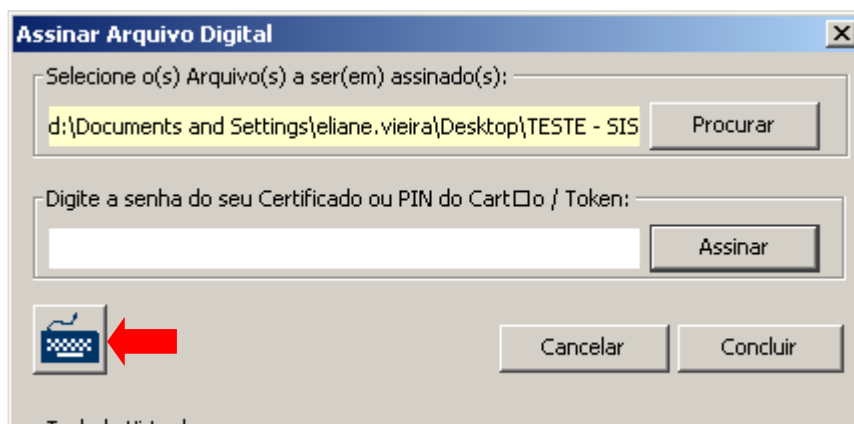 Assinar Arquivo Digital
Selecione o(s) Arquivo(s) a ser(em) assinado(s):
d:\Documents and Settings\eliane.vieira\Desktop\TESTE - SIS
Procurar
Digite a senha do seu Certificado ou PIN do Cart□o / Token:
Assinar
Cancelar
Concluir